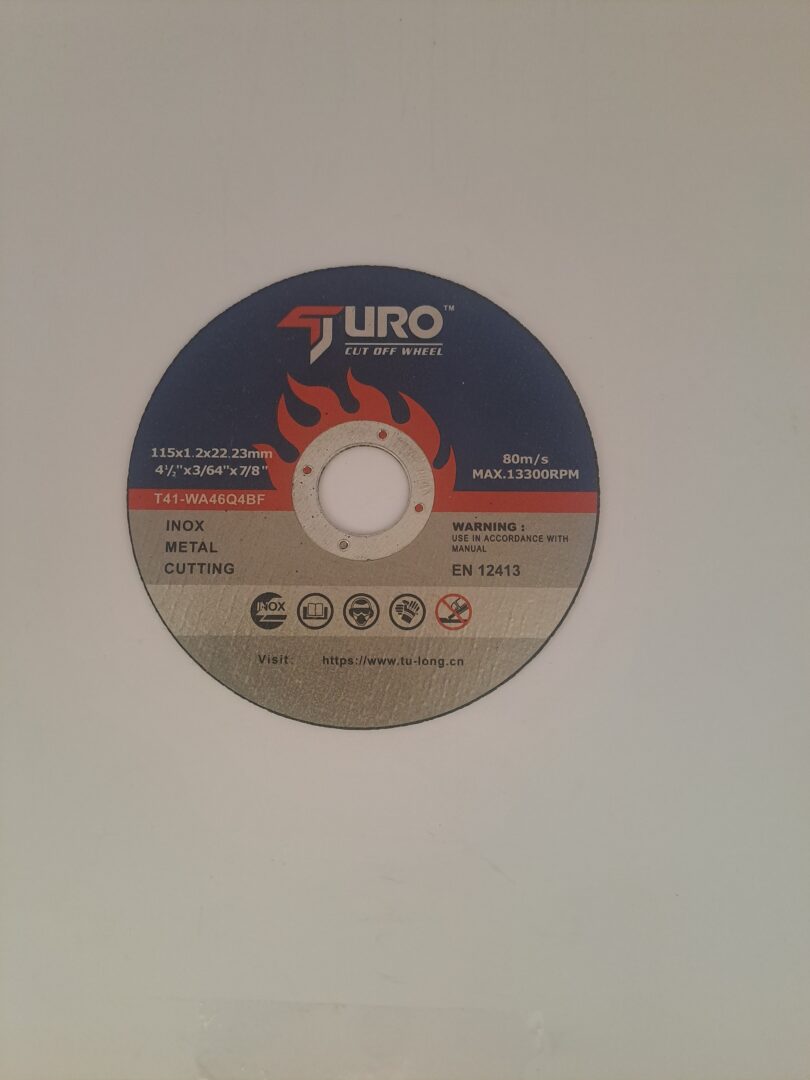 TURO™
CUT OFF WHEEL
115x1.2x22.23mm
4½"x3/64"x7/8"
80m/s
MAX.13300RPM
T41-WA46Q4BF
INOX
METAL
CUTTING
WARNING :
USE IN ACCORDANCE WITH
MANUAL
EN 12413
INOX
Visit: https://www.tu-long.cn